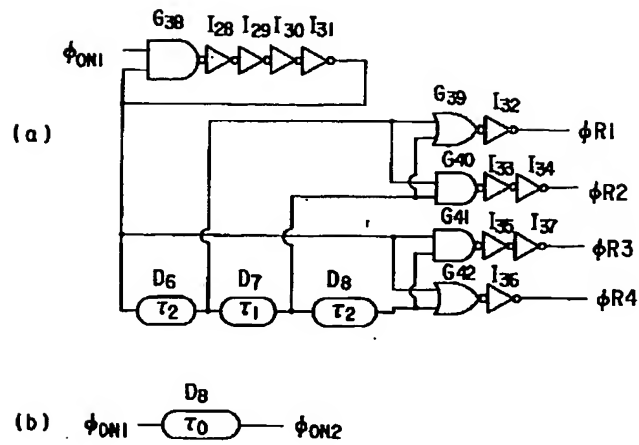 G38 I28 I29 I30 I31
φON1
(a)
G39 I32
φR1
G40 I33 I34
φR2
G41 I35 I37
φR3
G42 I36
φR4
D6 D7 D8
τ2 τ1 τ2
D8
(b) φON1 τ0 φON2